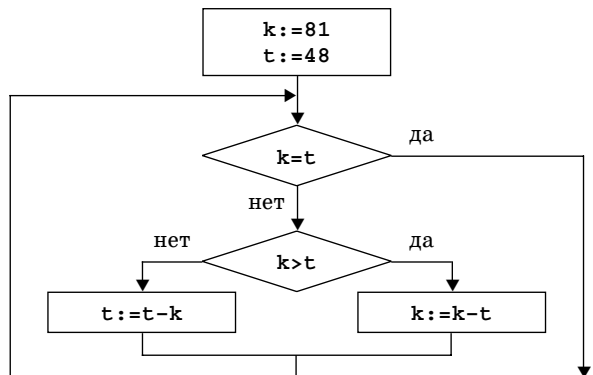 k:=81
t:=48
да
k=t
нет
нет
да
k>t
t:=t-k
k:=k-t